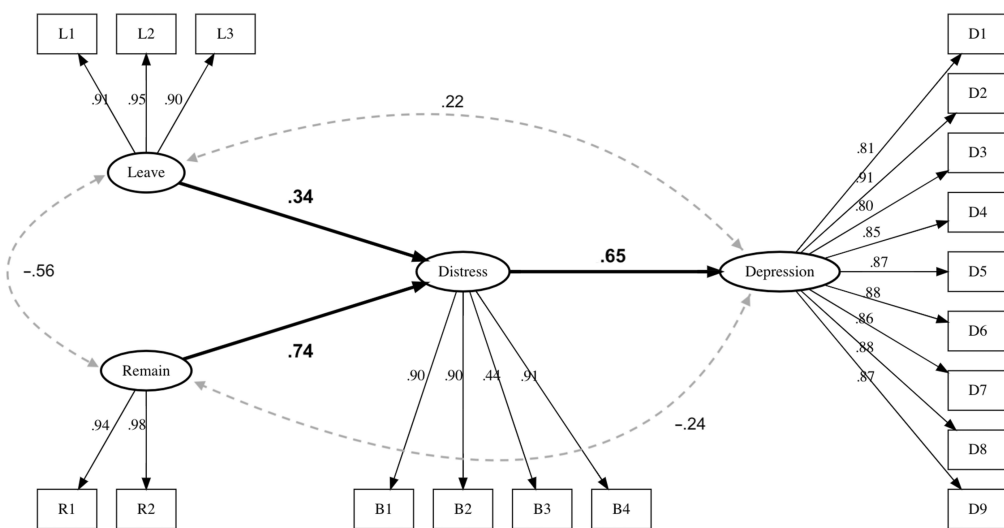 L1 L2 L3 D1
D2
.22
.91 .95 .90
.81
D3
Leave
.91
.34
.80
D4
.85
.65
.87
-.56 Distress Depression D5
.88
.86
D6
.74
.88
Remain .90 .90 .44 .91 .87
D7
.94 .98 -.24
D8
R1 R2 B1 B2 B3 B4 D9